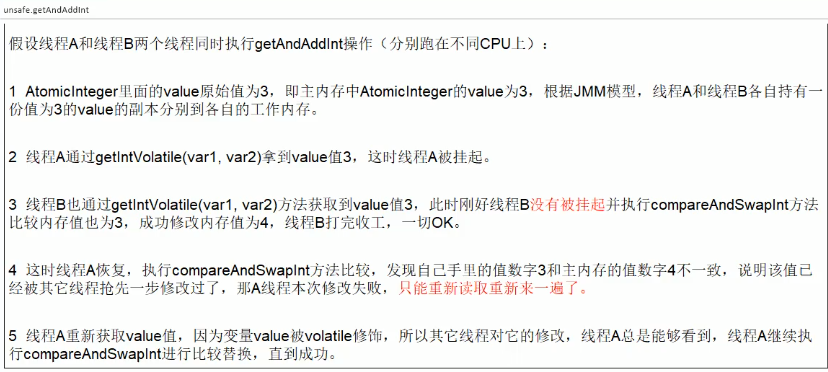 unsafe.getAndAddInt
假设线程A和线程B两个线程同时执行getAndAddInt操作（分别跑在不同CPU上）：
1 AtomicInteger里面的value原始值为3，即主内存中AtomicInteger的value为3，根据JMM模型，线程A和线程B各自持有一
份值为3的value的副本分别到各自的工作内存。
2 线程A通过getIntVolatile(var1, var2)拿到value值3，这时线程A被挂起。
3 线程B也通过getIntVolatile(var1, var2)方法获取到value值3，此时刚好线程B没有被挂起并执行compareAndSwapInt方法
比较内存值也为3，成功修改内存值为4，线程B打完收工，一切OK。
4 这时线程A恢复，执行compareAndSwapInt方法比较，发现自己手里的值数字3和主内存的值数字4不一致，说明该值已
经被其它线程抢先一步修改过了，那A线程本次修改失败，只能重新读取重新来一遍了。
5 线程A重新获取value值，因为变量value被volatile修饰，所以其它线程对它的修改，线程A总是能够看到，线程A继续执
行compareAndSwapInt进行比较替换，直到成功。